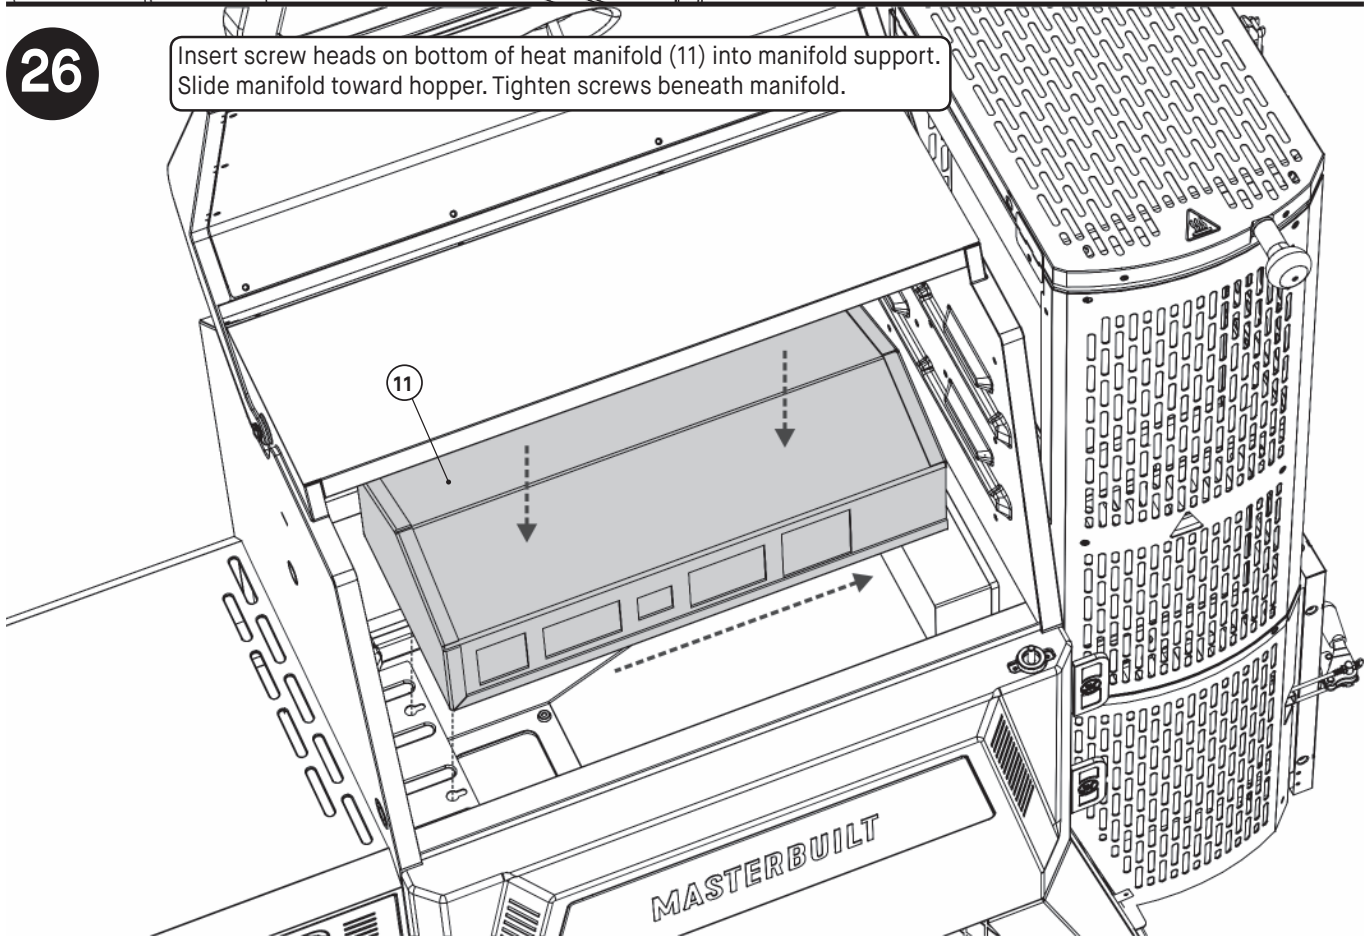 26
Insert screw heads on bottom of heat manifold (11) into manifold support.
Slide manifold toward hopper. Tighten screws beneath manifold.
11
MASTERBUILT